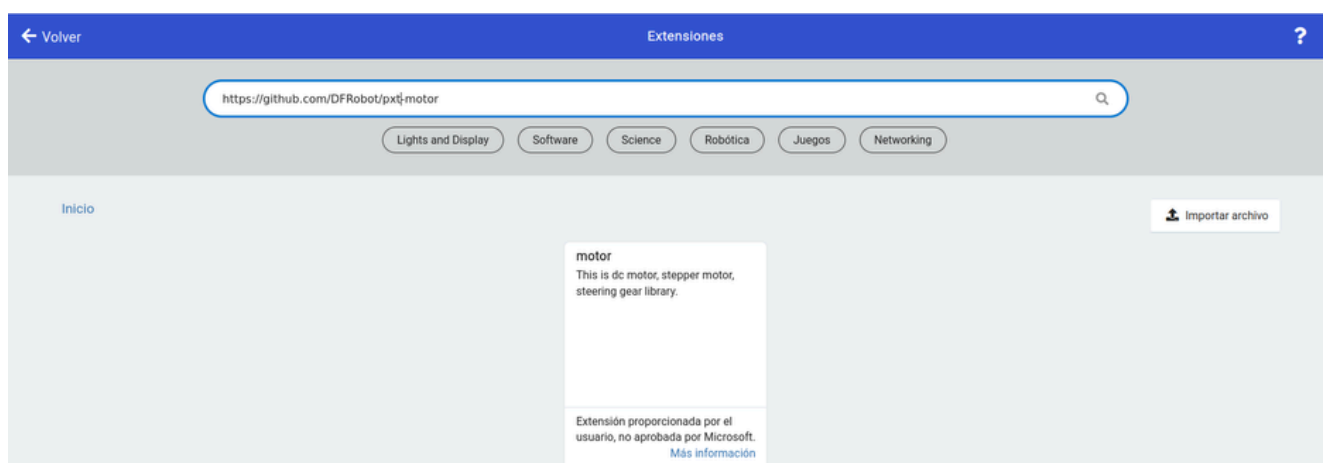 Volver
Extensiones
?
https://github.com/DFRobot/pxt-motor
Lights and Display
Software
Science
Robótica
Juegos
Networking
Inicio
Importar archivo
motor
This is dc motor, stepper motor,
steering gear library.
Extensión proporcionada por el
usuario, no aprobada por Microsoft.
Más información